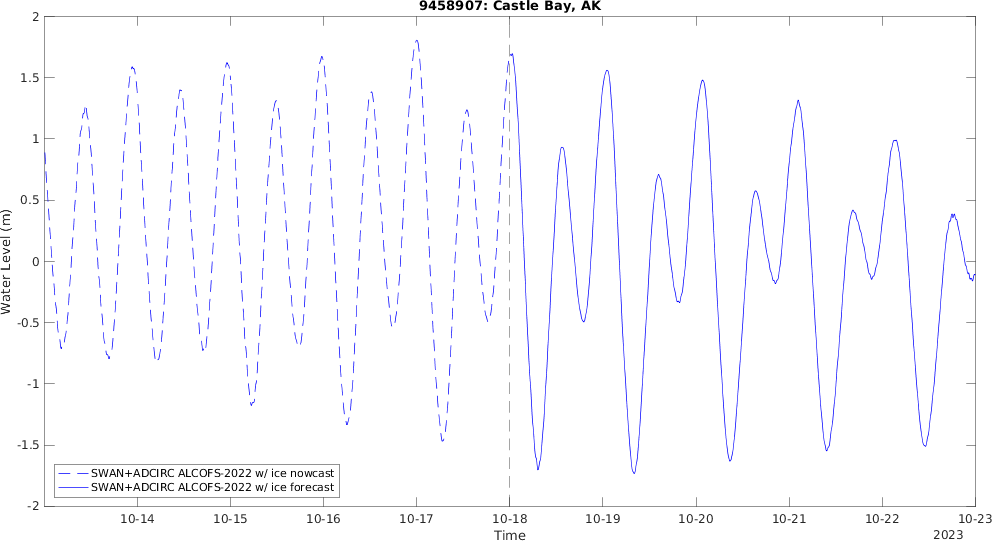 9458907: Castle Bay, AK
2
1.5
1
0.5
0
-0.5
-1
-1.5
-2
Water Level (m)
SWAN+ADCIRC ALCOFS-2022 w/ ice nowcast
SWAN+ADCIRC ALCOFS-2022 w/ ice forecast
10-14 10-15 10-16 10-17 10-18 10-19 10-20 10-21 10-22 10-23
Time
2023